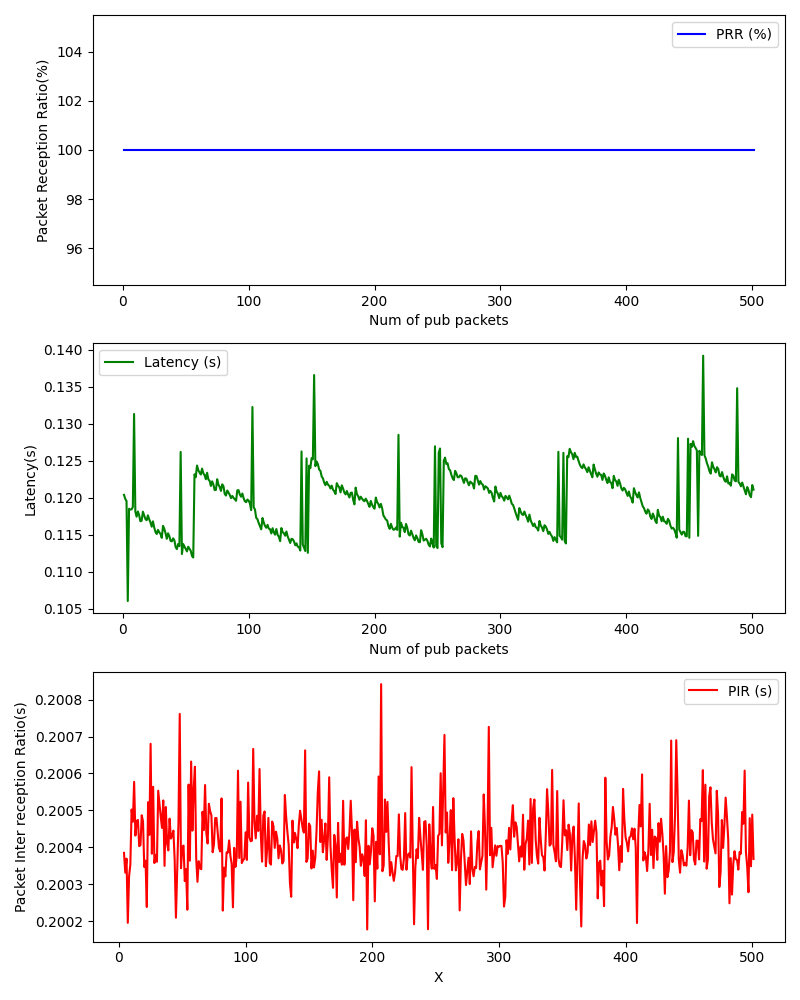 PRR (%)
104
102
100
98
96
Packet Reception Ratio(%)
0 100 200 300 400 500
Num of pub packets
Latency (s)
0.140
0.135
0.130
0.125
0.120
0.115
0.110
0.105
Latency(s)
0 100 200 300 400 500
Num of pub packets
PIR (s)
0.2008
0.2007
0.2006
0.2005
0.2004
0.2003
0.2002
Packet Inter reception Ratio(s)
0 100 200 300 400 500
X